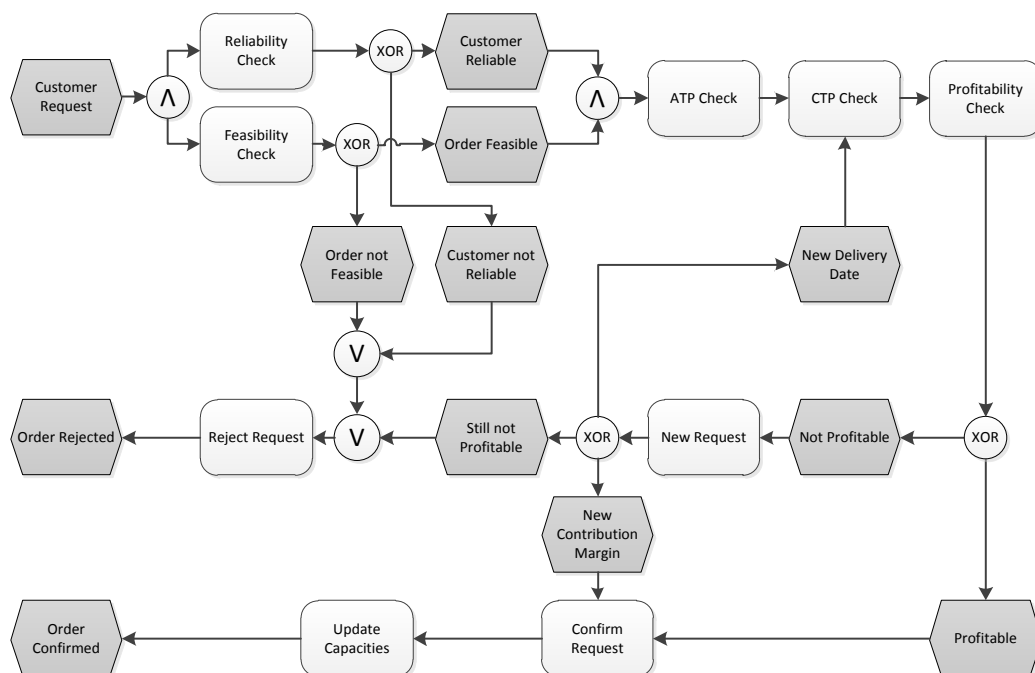 Customer
Request
Λ
Reliability
Check
XOR
Customer
Reliable
Feasibility
Check
XOR
Order Feasible
Λ
ATP Check
CTP Check
Profitability
Check
Order not
Feasible
Customer not
Reliable
New Delivery
Date
V
Order Rejected
Reject Request
V
Still not
Profitable
XOR
New Request
Not Profitable
XOR
New
Contribution
Margin
Order
Confirmed
Update
Capacities
Confirm
Request
Profitable